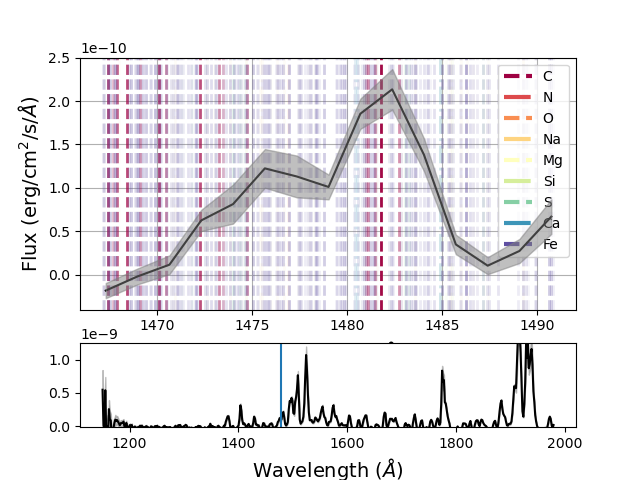 1e−10
2.5
2.0
1.5
1.0
0.5
0.0
Flux (erg/cm²/s/Å)
C
N
O
Na
Mg
Si
S
Ca
Fe
1470 1475 1480 1485 1490
1e−9
1.0
0.5
0.0
1200 1400 1600 1800 2000
Wavelength (Å)